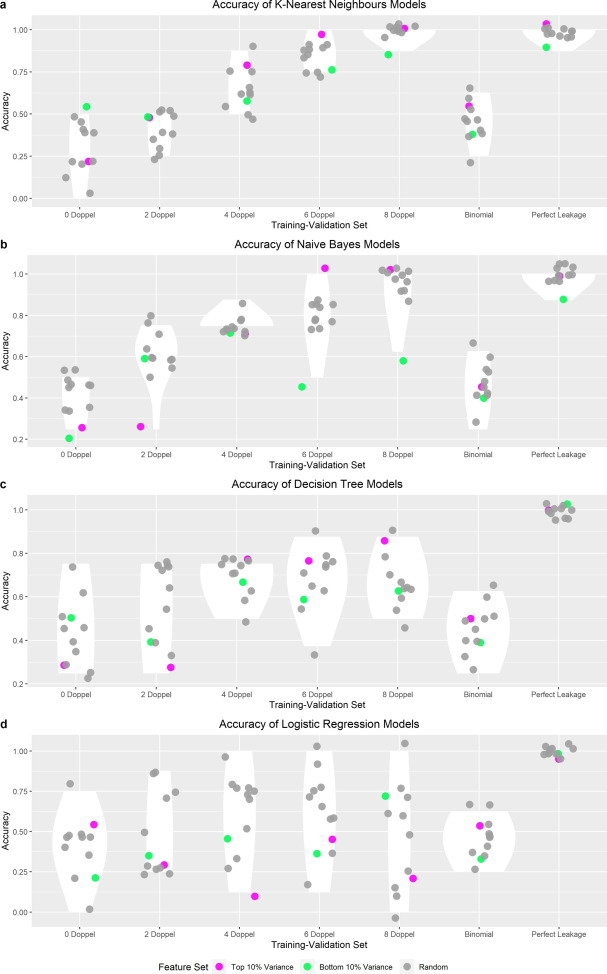 a
Accuracy of K-Nearest Neighbours Models
Accuracy
1.00
0.75
0.50
0.25
0.00
0 Doppel 2 Doppel 4 Doppel 6 Doppel 8 Doppel Binomial Perfect Leakage
Training-Validation Set
b
Accuracy of Naive Bayes Models
Accuracy
1.0
0.8
0.6
0.4
0.2
0 Doppel 2 Doppel 4 Doppel 6 Doppel 8 Doppel Binomial Perfect Leakage
Training-Validation Set
c
Accuracy of Decision Tree Models
Accuracy
1.0
0.8
0.6
0.4
0.2
0 Doppel 2 Doppel 4 Doppel 6 Doppel 8 Doppel Binomial Perfect Leakage
Training-Validation Set
d
Accuracy of Logistic Regression Models
Accuracy
1.00
0.75
0.50
0.25
0.00
0 Doppel 2 Doppel 4 Doppel 6 Doppel 8 Doppel Binomial Perfect Leakage
Training-Validation Set
Feature Set Top 10% Variance Bottom 10% Variance Random